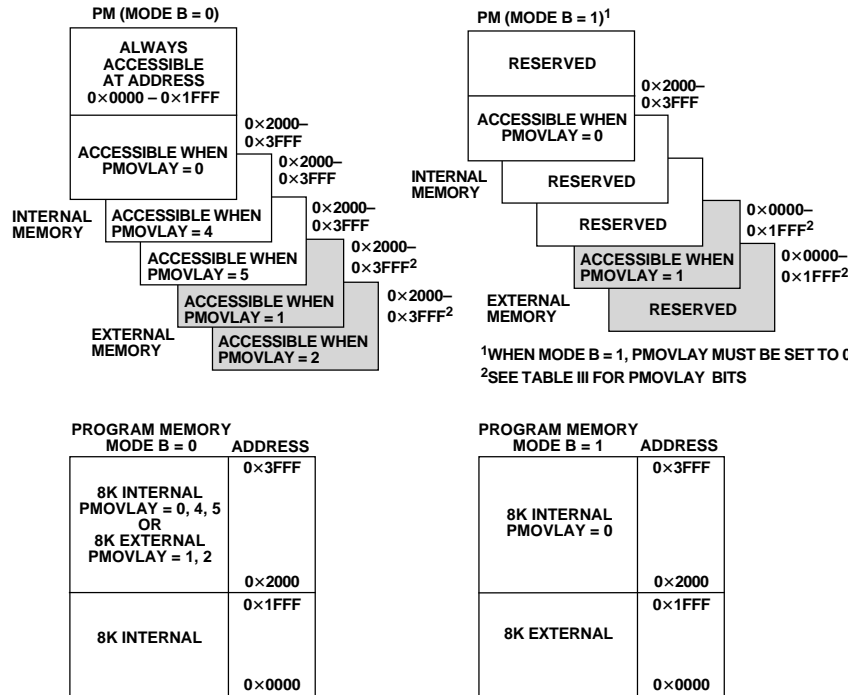 PM (MODE B = 0)
ALWAYS
ACCESSIBLE
AT ADDRESS
0×0000 – 0×1FFF
ACCESSIBLE WHEN
PMOVLAY = 0
0×2000–
0×3FFF
INTERNAL
MEMORY
ACCESSIBLE WHEN
PMOVLAY = 4
0×2000–
0×3FFF
ACCESSIBLE WHEN
PMOVLAY = 5
0×2000–
0×3FFF
ACCESSIBLE WHEN
PMOVLAY = 1
0×2000–
0×3FFF2
EXTERNAL
MEMORY
ACCESSIBLE WHEN
PMOVLAY = 2
0×2000–
0×3FFF2
PM (MODE B = 1)1
RESERVED
ACCESSIBLE WHEN
PMOVLAY = 0
0×2000–
0×3FFF
INTERNAL
MEMORY
RESERVED
RESERVED
ACCESSIBLE WHEN
PMOVLAY = 1
0×0000–
0×1FFF2
EXTERNAL
MEMORY
RESERVED
0×0000–
0×1FFF2
1WHEN MODE B = 1, PMOVLAY MUST BE SET TO 0
2SEE TABLE III FOR PMOVLAY BITS
PROGRAM MEMORY
MODE B = 0 ADDRESS
8K INTERNAL
PMOVLAY = 0, 4, 5
OR
8K EXTERNAL
PMOVLAY = 1, 2
0×3FFF
0×2000
8K INTERNAL
0×1FFF
0×0000
PROGRAM MEMORY
MODE B = 1 ADDRESS
8K INTERNAL
PMOVLAY = 0
0×3FFF
0×2000
8K EXTERNAL
0×1FFF
0×0000